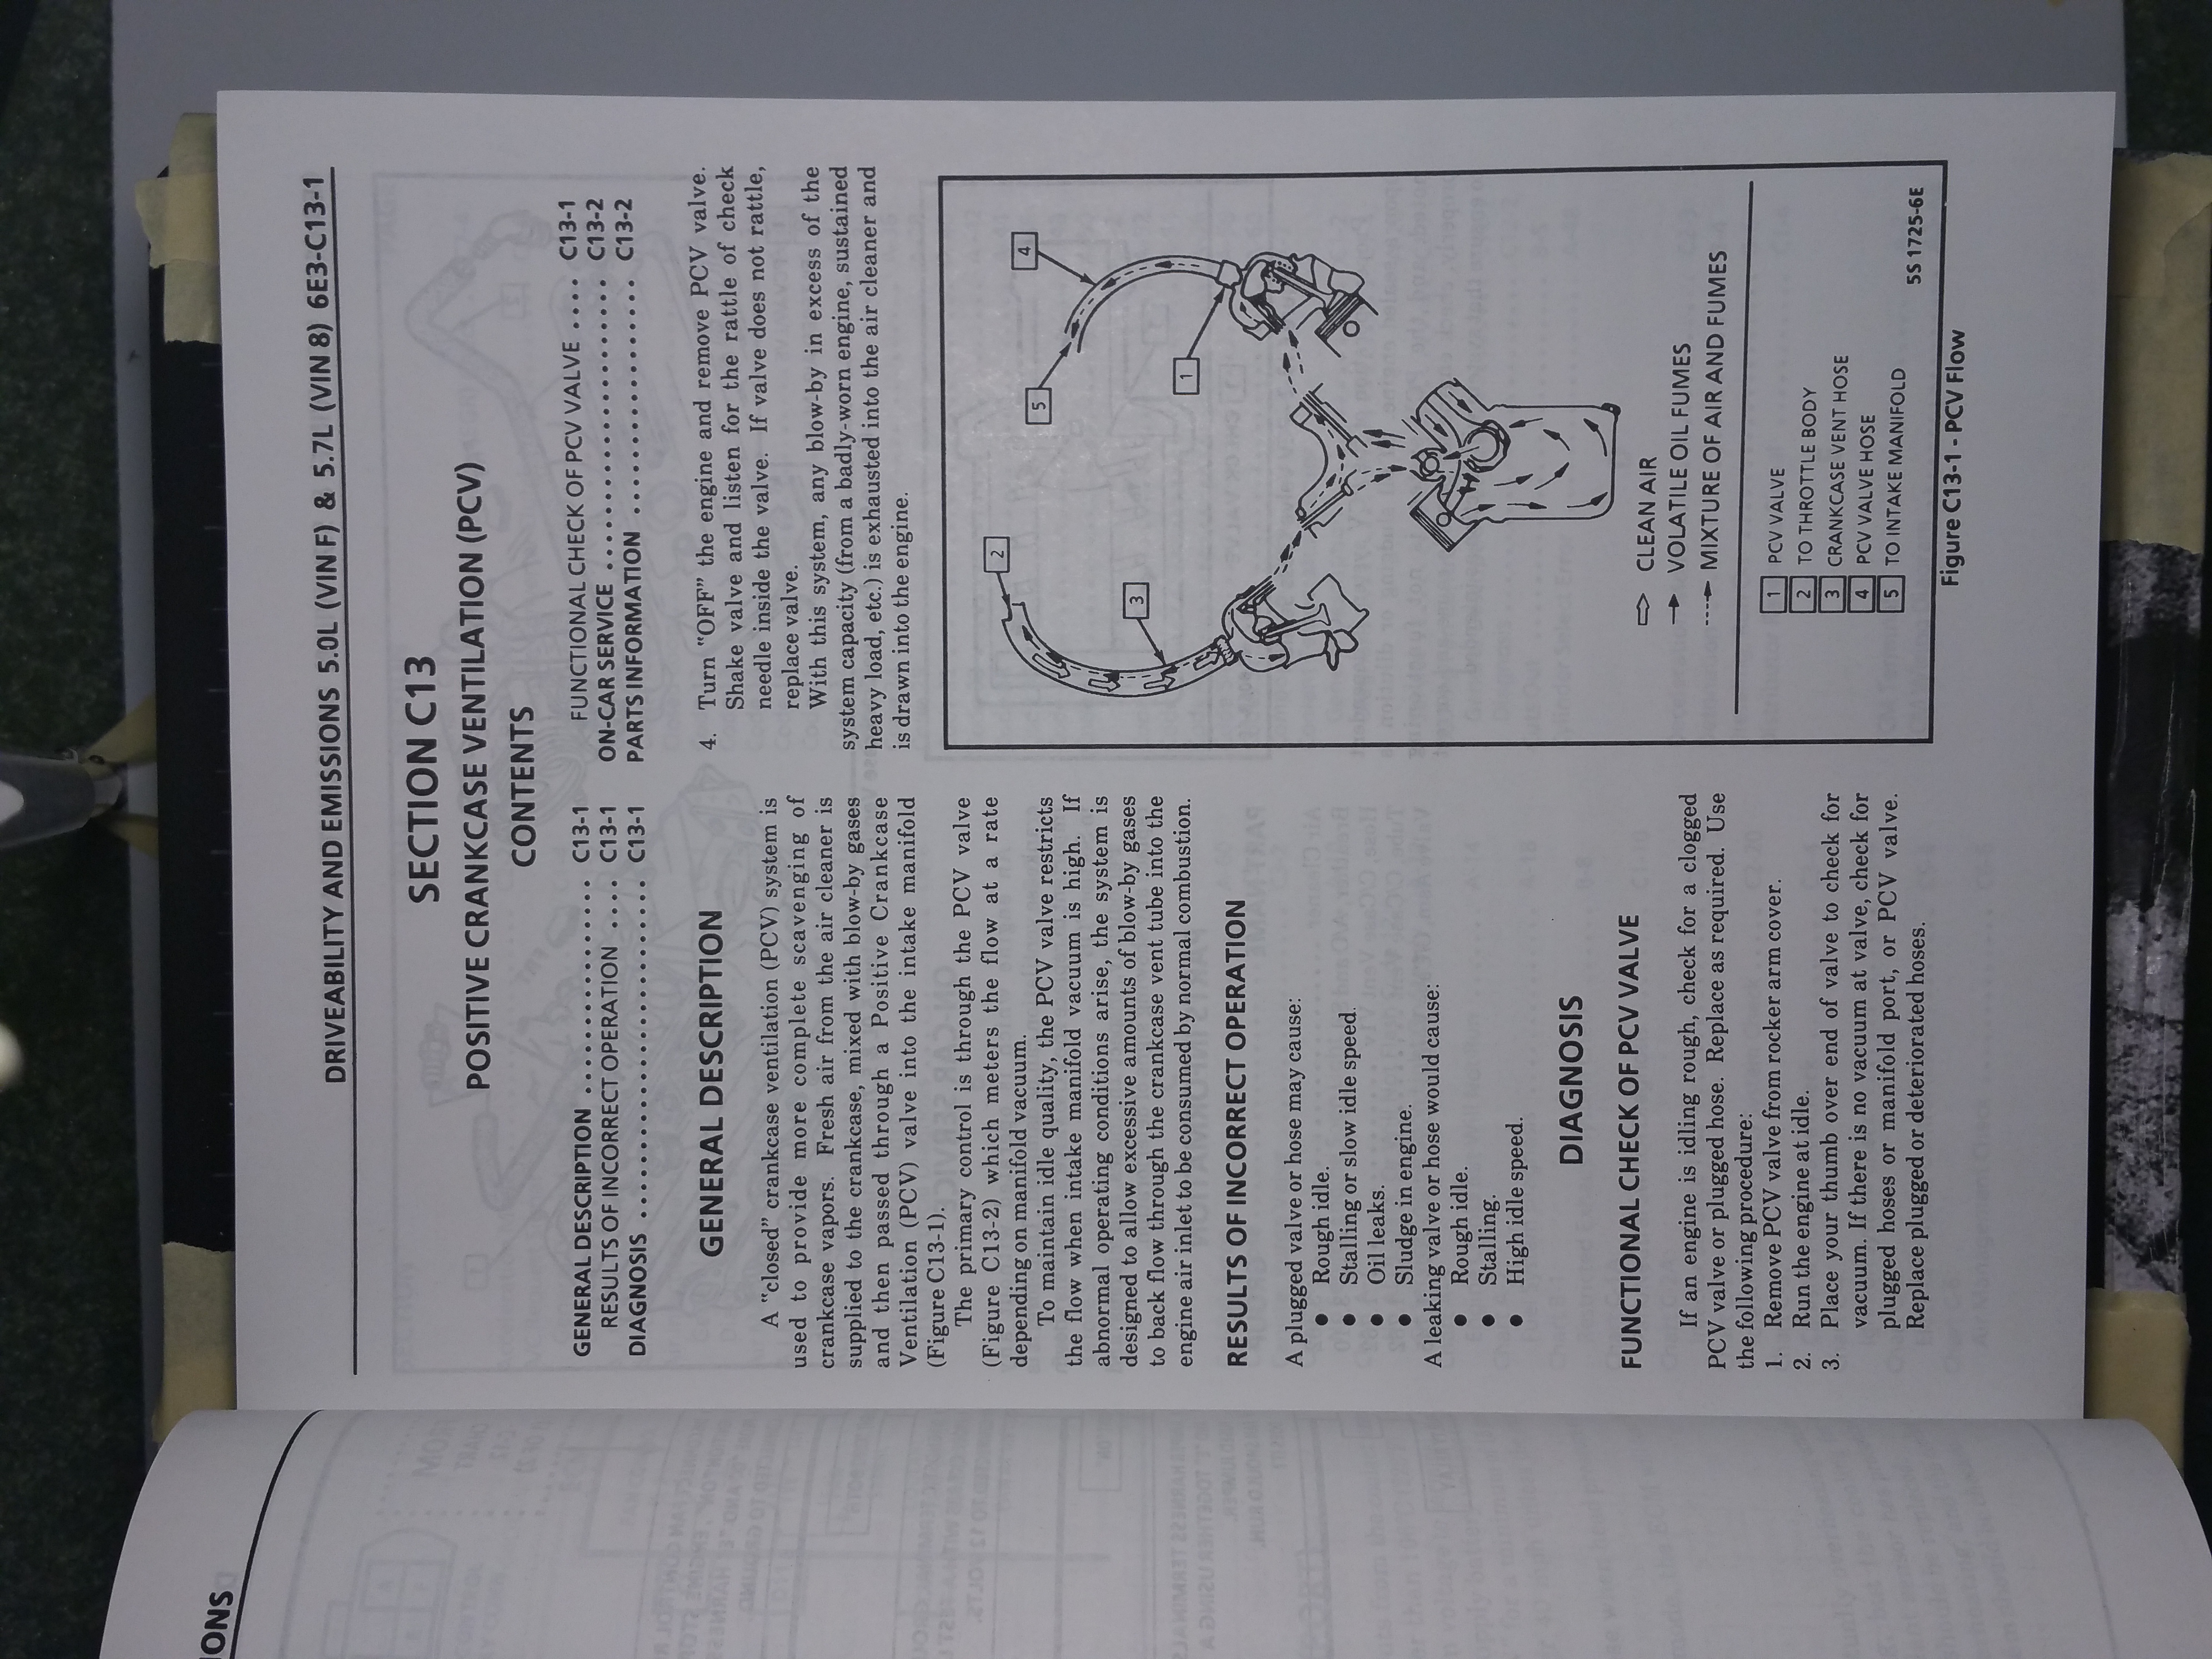 DRIVEABILITY AND EMISSIONS 5.0L (VIN F) & 5.7L (VIN 8) 6E3-C13-1
SECTION C13
POSITIVE CRANKCASE VENTILATION (PCV)
CONTENTS
GENERAL DESCRIPTION .................... C13-1
RESULTS OF INCORRECT OPERATION .... C13-1
DIAGNOSIS ............................... C13-1
FUNCTIONAL CHECK OF PCV VALVE .... C13-1
ON-CAR SERVICE ........................... C13-2
PARTS INFORMATION ..................... C13-2
GENERAL DESCRIPTION
A "closed" crankcase ventilation (PCV) system is
used to provide more complete scavenging of
crankcase vapors. Fresh air from the air cleaner is
supplied to the crankcase, mixed with blow-by gases
and then passed through a Positive Crankcase
Ventilation (PCV) valve into the intake manifold
(Figure C13-1).
The primary control is through the PCV valve
(Figure C13-2) which meters the flow at a rate
depending on manifold vacuum.
To maintain idle quality, the PCV valve restricts
the flow when intake manifold vacuum is high. If
abnormal operating conditions arise, the system is
designed to allow excessive amounts of blow-by gases
to back flow through the crankcase vent tube into the
engine air inlet to be consumed by normal combustion.
RESULTS OF INCORRECT OPERATION
A plugged valve or hose may cause:
● Rough idle.
● Stalling or slow idle speed.
● Oil leaks.
● Sludge in engine.
A leaking valve or hose would cause:
● Rough idle.
● Stalling.
● High idle speed.
DIAGNOSIS
FUNCTIONAL CHECK OF PCV VALVE
If an engine is idling rough, check for a clogged
PCV valve or plugged hose. Replace as required. Use
the following procedure:
1. Remove PCV valve from rocker arm cover.
2. Run the engine at idle.
3. Place your thumb over end of valve to check for
vacuum. If there is no vacuum at valve, check for
plugged hoses or manifold port, or PCV valve.
Replace plugged or deteriorated hoses.
4. Turn "OFF" the engine and remove PCV valve.
Shake valve and listen for the rattle of check
needle inside the valve. If valve does not rattle,
replace valve.
With this system, any blow-by in excess of the
system capacity (from a badly-worn engine, sustained
heavy load, etc.) is exhausted into the air cleaner and
is drawn into the engine.
2
3
5
4
1
CLEAN AIR
VOLATILE OIL FUMES
MIXTURE OF AIR AND FUMES
1 PCV VALVE
2 TO THROTTLE BODY
3 CRANKCASE VENT HOSE
4 PCV VALVE HOSE
5 TO INTAKE MANIFOLD
5S 1725-6E
Figure C13-1 - PCV Flow
IONS